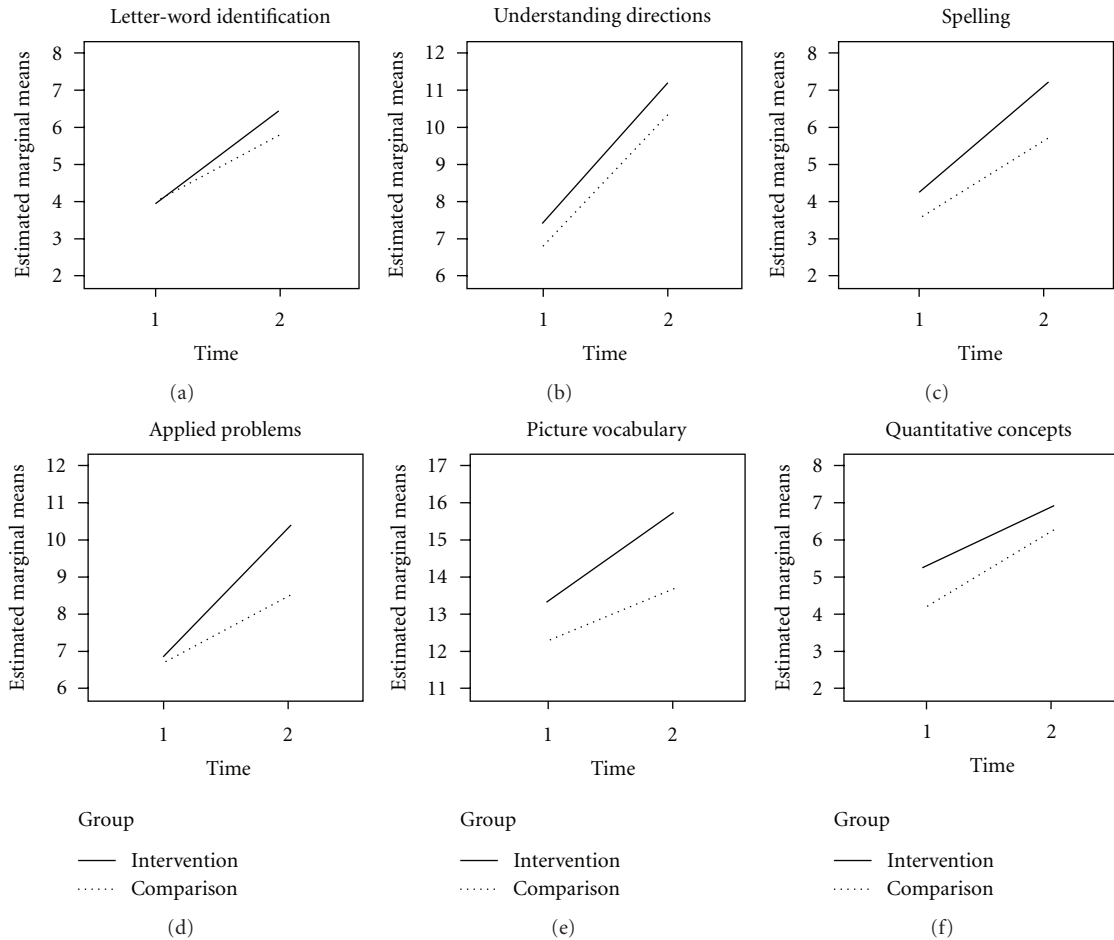 Letter-word identification
Estimated marginal means
8
7
6
5
4
3
2
1
2
Time
(a)
Understanding directions
Estimated marginal means
12
11
10
9
8
7
6
1
2
Time
(b)
Spelling
Estimated marginal means
8
7
6
5
4
3
2
1
2
Time
(c)
Applied problems
Estimated marginal means
12
11
10
9
8
7
6
1
2
Time
Group
Intervention
Comparison
(d)
Picture vocabulary
Estimated marginal means
17
16
15
14
13
12
11
1
2
Time
Group
Intervention
Comparison
(e)
Quantitative concepts
Estimated marginal means
8
7
6
5
4
3
2
1
2
Time
Group
Intervention
Comparison
(f)